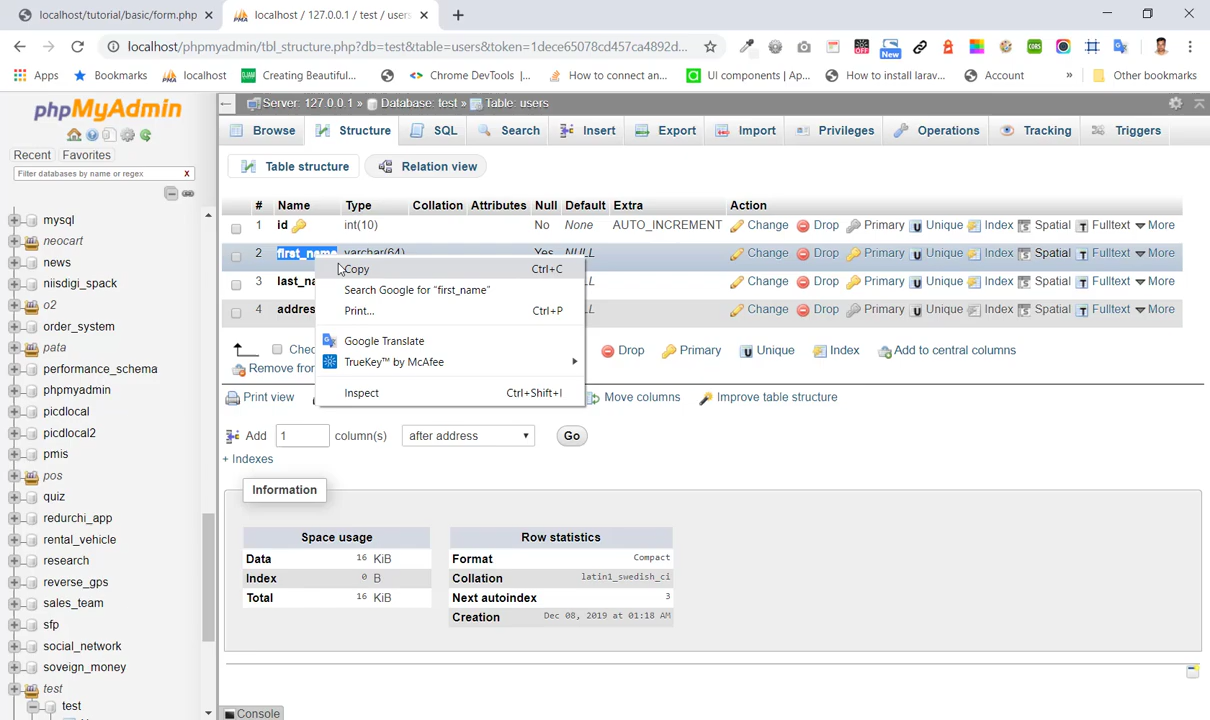 localhost/tutorial/basic/form.php
localhost / 127.0.0.1 / test / users
localhost/phpmyadmin/tbl_structure.php?db=test&table=users&token=1dece65078cd457ca4892d...
OFF
New
CORS
Apps
Bookmarks
localhost
Creating Beautiful...
Chrome DevTools |...
How to connect an...
UI components | Ap...
How to install larav...
Account
»
Other bookmarks
phpMyAdmin
Recent
Favorites
Filter databases by name or regex
X
mysql
neocart
news
niisdigi_spack
o2
order_system
pata
performance_schema
phpmyadmin
picdlocal
picdlocal2
pmis
pos
quiz
redurchi_app
rental_vehicle
research
reverse_gps
sales_team
sfp
social_network
soveign_money
test
test
Server: 127.0.0.1 » Database: test » Table: users
Browse
Structure
SQL
Search
Insert
Export
Import
Privileges
Operations
Tracking
Triggers
Table structure
Relation view
# Name Type Collation Attributes Null Default Extra Action
1 id int(10) No None AUTO_INCREMENT Change Drop Primary Unique Index Spatial Fulltext More
2 first_name varchar(64) Yes NULL Change Drop Primary Unique Index Spatial Fulltext More
3 last_na Change Drop Primary Unique Index Spatial Fulltext More
4 addres Change Drop Primary Unique Index Spatial Fulltext More
Copy Ctrl+C
Search Google for "first_name"
Print... Ctrl+P
Google Translate
TrueKey™ by McAfee
Inspect Ctrl+Shift+I
Chec
Drop Primary Unique Index Add to central columns
Remove from
Print view
Move columns
Improve table structure
Add 1 column(s) after address Go
+ Indexes
Information
Space usage
Data 16 KiB
Index 0 B
Total 16 KiB
Row statistics
Format Compact
Collation latin1_swedish_ci
Next autoindex 3
Creation Dec 08, 2019 at 01:18 AM
Console